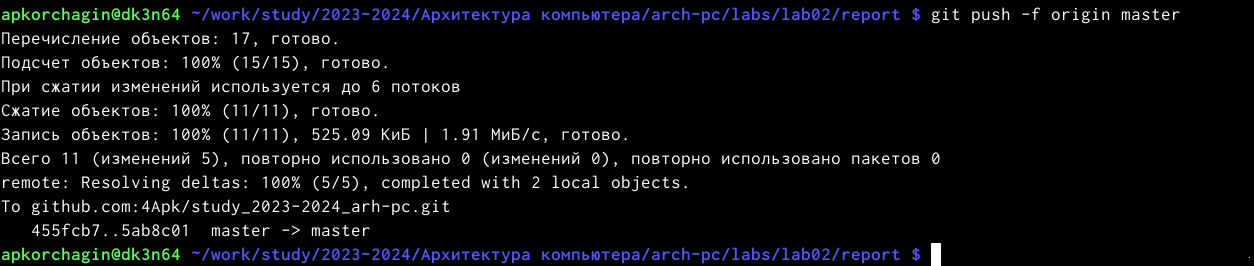 apkorchagin@dk3n64 ~/work/study/2023-2024/Архитектура компьютера/arch-pc/labs/lab02/report $ git push -f origin master
Перечисление объектов: 17, готово.
Подсчет объектов: 100% (15/15), готово.
При сжатии изменений используется до 6 потоков
Сжатие объектов: 100% (11/11), готово.
Запись объектов: 100% (11/11), 525.09 КиБ | 1.91 МиБ/с, готово.
Всего 11 (изменений 5), повторно использовано 0 (изменений 0), повторно использовано пакетов 0
remote: Resolving deltas: 100% (5/5), completed with 2 local objects.
To github.com:4Apk/study_2023-2024_arh-pc.git
   455fcb7..5ab8c01  master -> master
apkorchagin@dk3n64 ~/work/study/2023-2024/Архитектура компьютера/arch-pc/labs/lab02/report $